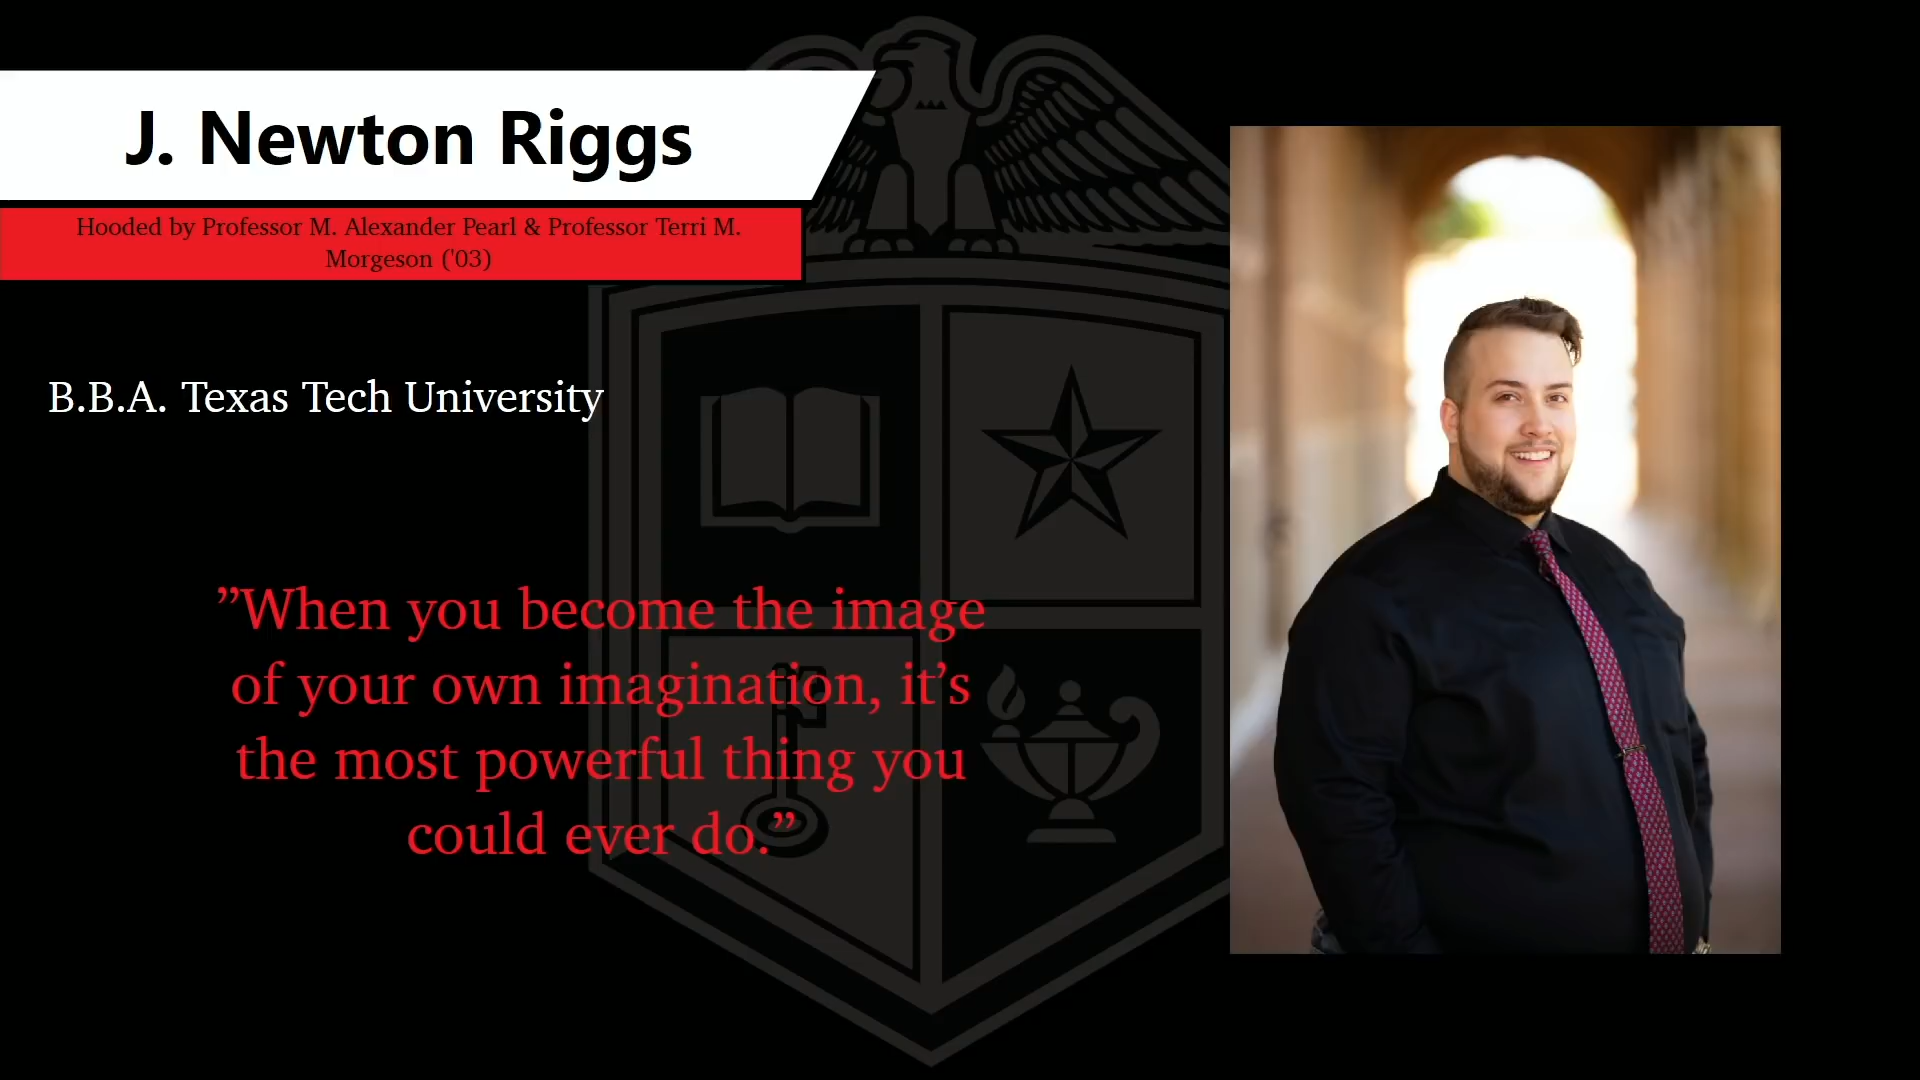 J. Newton Riggs
Hooded by Professor M. Alexander Pearl & Professor Terri M.
Morgeson ('03)
B.B.A. Texas Tech University
”When you become the image
of your own imagination, it’s
the most powerful thing you
could ever do.”